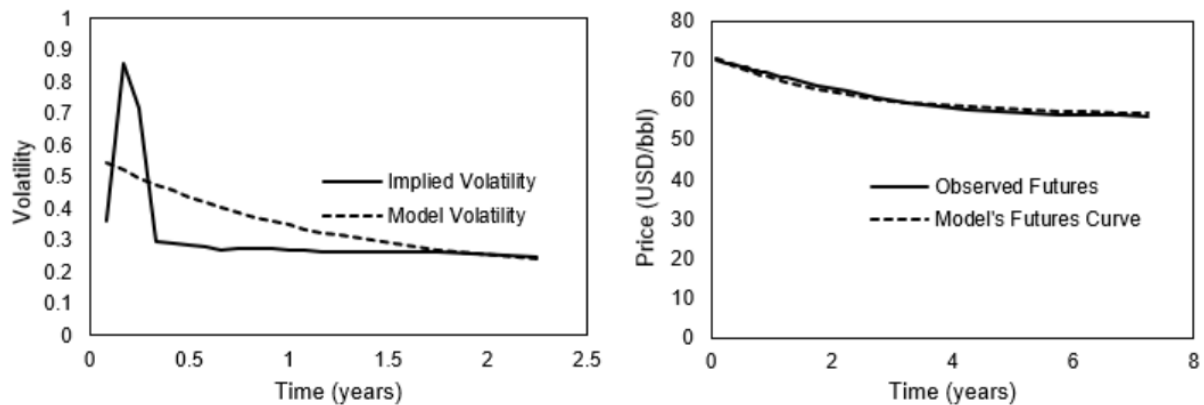 1
0.9
0.8
0.7
0.6
0.5
0.4
0.3
0.2
0.1
0
Volatility
Implied Volatility
Model Volatility
0 0.5 1 1.5 2 2.5
Time (years)
80
70
60
50
40
30
20
10
0
Price (USD/bbl)
Observed Futures
Model's Futures Curve
0 2 4 6 8
Time (years)